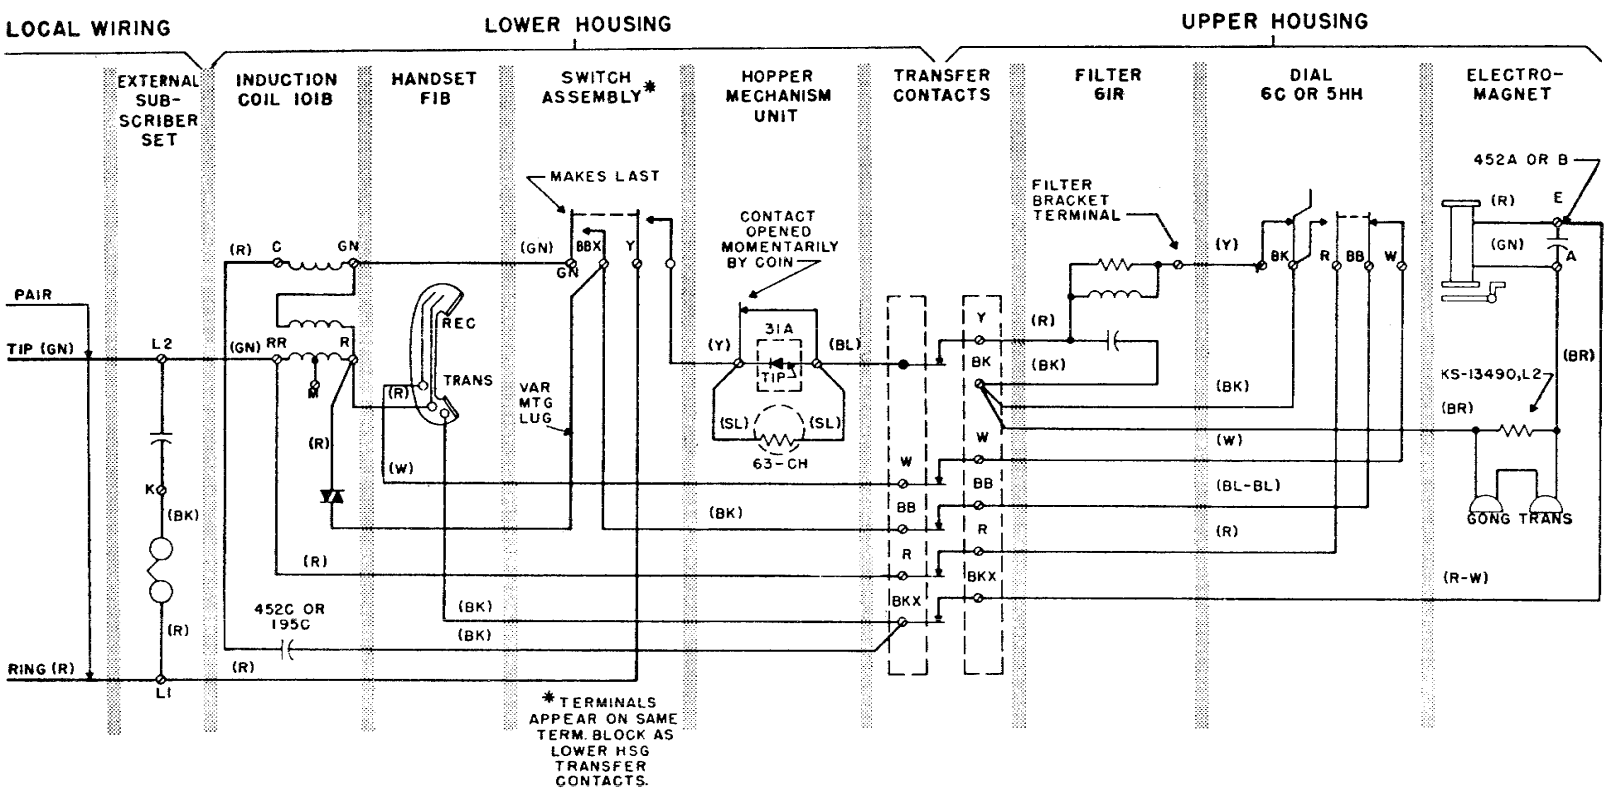 LOCAL WIRING
LOWER HOUSING
UPPER HOUSING
EXTERNAL
SUB-
SCRIBER
SET
INDUCTION
COIL 101B
HANDSET
F1B
SWITCH
ASSEMBLY*
HOPPER
MECHANISM
UNIT
TRANSFER
CONTACTS
FILTER
61R
DIAL
6C OR 5HH
ELECTRO-
MAGNET
MAKES LAST
452A OR B
FILTER
BRACKET
TERMINAL
CONTACT
OPENED
MOMENTARILY
BY COIN
(R)
C
GN
(GN)
GN
BBX
Y
(Y)
BK
R
BB
W
(R)
E
(GN)
A
PAIR
TIP (GN)
L2
(GN)
RR
R
M
REC
TRANS
(R)
(Y)
31A
TIP
(BL)
Y
(R)
BK
(BK)
(BK)
(BR)
KS-13490,L2
(BR)
VAR
MTG
LUG
(SL)
(SL)
63-CH
(R)
(W)
W
W
(W)
K
(BK)
(BK)
BB
BB
(BL-BL)
GONG TRANS
(R)
R
R
(R)
BKX
BKX
(R-W)
452C OR
195C
(BK)
(BK)
(R)
(R)
RING (R)
L1
*TERMINALS
APPEAR ON SAME
TERM. BLOCK AS
LOWER HSG
TRANSFER
CONTACTS.